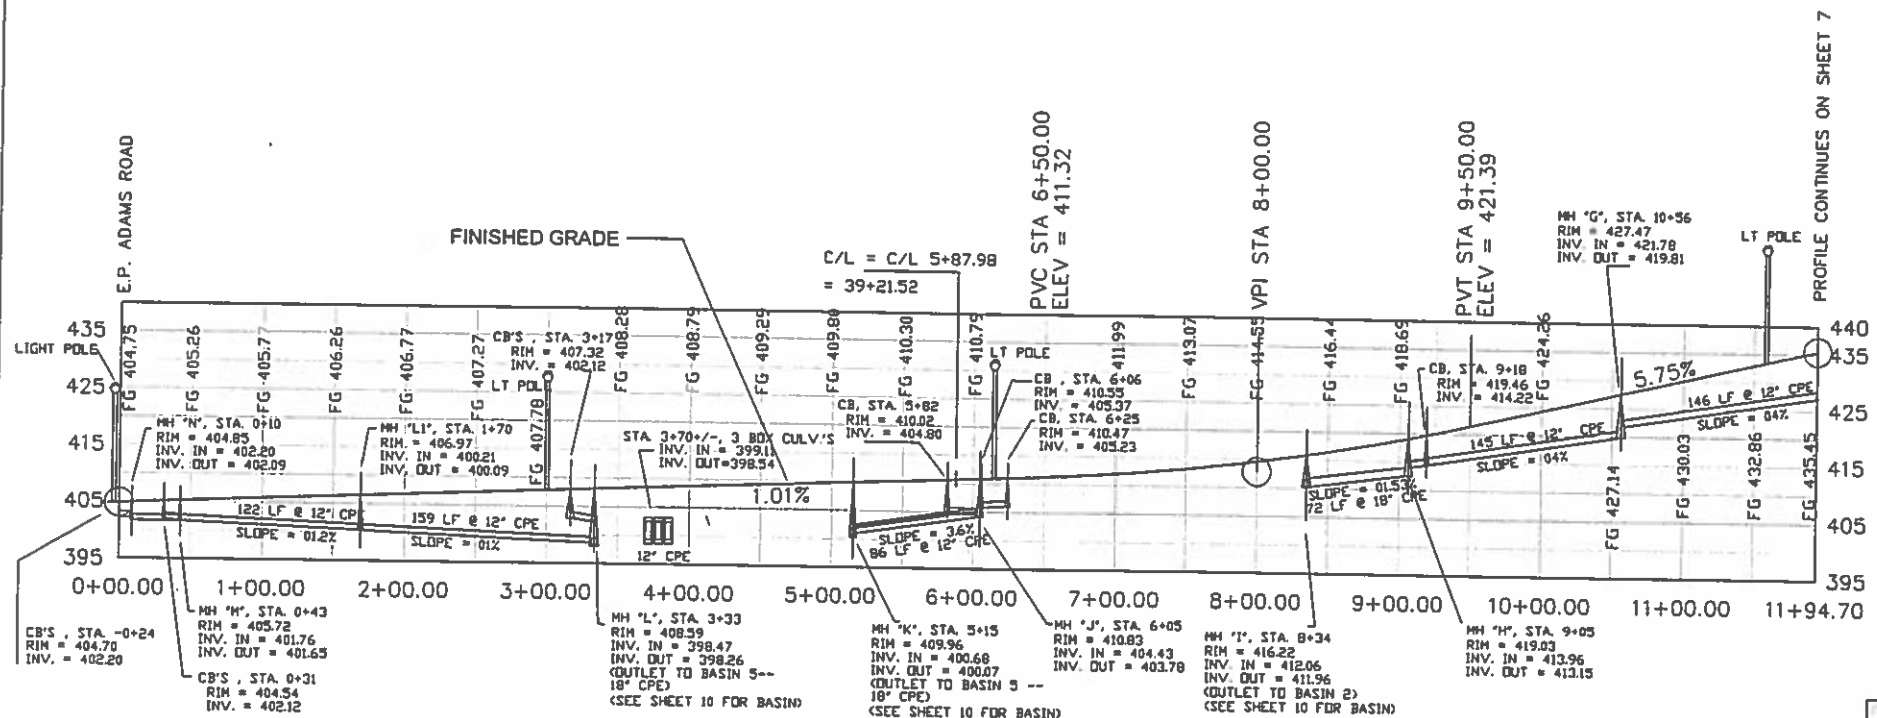 E.P. ADAMS ROAD
FINISHED GRADE
C/L = C/L 5+87.98
= 39+21.52
PVC STA 6+50.00
ELEV = 411.32
VPI STA 8+00.00
PVT STA 9+50.00
ELEV = 421.39
MH "G", STA. 10+56
RIM = 427.47
INV. IN = 421.78
INV. OUT = 419.81
LT POLE
PROFILE CONTINUES ON SHEET 7
435
425
415
405
395
LIGHT POLE
FG 404.75
FG 405.26
FG 405.77
FG 406.26
FG 406.77
FG 407.27
FG 407.78
FG 408.28
FG 408.79
FG 409.29
FG 409.80
FG 410.30
FG 410.79
411.99
FG 413.07
FG 414.55
FG 416.44
FG 418.69
FG 424.26
FG 427.14
FG 430.03
FG 432.86
FG 435.45
440
435
425
415
405
395
CB'S , STA. 3+17
RIM = 407.32
INV. = 402.12
LT POLE
MH "N", STA. 0+10
RIM = 404.85
INV. IN = 402.20
INV. OUT = 402.09
MH "L1", STA. 1+70
RIM. = 406.97
INV. IN = 400.21
INV. OUT = 400.09
STA. 3+70+/-, 3 BOX CULV.'S
INV. IN = 399.11
INV. OUT=398.54
CB, STA. 5+82
RIM = 410.02
INV. = 404.80
LT POLE
CB , STA. 6+06
RIM = 410.55
INV. = 405.37
CB, STA. 6+25
RIM = 410.47
INV. = 405.23
CB, STA. 9+18
RIM = 419.46
INV. = 414.22
5.75%
1.01%
122 LF @ 12" CPE
SLOPE = 01.2%
159 LF @ 12" CPE
SLOPE = 01%
12" CPE
SLOPE = 3.6%
86 LF @ 12" CPE
SLOPE = 01.53%
72 LF @ 18" CPE
145 LF @ 12" CPE
SLOPE = 04%
146 LF @ 12" CPE
SLOPE = 04%
0+00.00 1+00.00 2+00.00 3+00.00 4+00.00 5+00.00 6+00.00 7+00.00 8+00.00 9+00.00 10+00.00 11+00.00 11+94.70
CB'S , STA. -0+24
RIM = 404.70
INV. = 402.20
MH "M", STA. 0+43
RIM = 405.72
INV. IN = 401.76
INV. OUT = 401.65
CB'S , STA. 0+31
RIM = 404.54
INV. = 402.12
MH "L", STA. 3+33
RIM = 408.59
INV. IN = 398.47
INV. OUT = 398.26
(OUTLET TO BASIN 5--
18" CPE)
(SEE SHEET 10 FOR BASIN)
MH "K", STA. 5+15
RIM = 409.96
INV. IN = 400.68
INV. OUT = 400.07
(OUTLET TO BASIN 5 --
18" CPE)
(SEE SHEET 10 FOR BASIN)
MH "J", STA. 6+05
RIM = 410.83
INV. IN = 404.43
INV. OUT = 403.78
MH "I", STA. 8+34
RIM = 416.22
INV. IN = 412.06
INV. OUT = 411.96
(OUTLET TO BASIN 2)
(SEE SHEET 10 FOR BASIN)
MH "H", STA. 9+05
RIM = 419.03
INV. IN = 413.96
INV. OUT = 413.15